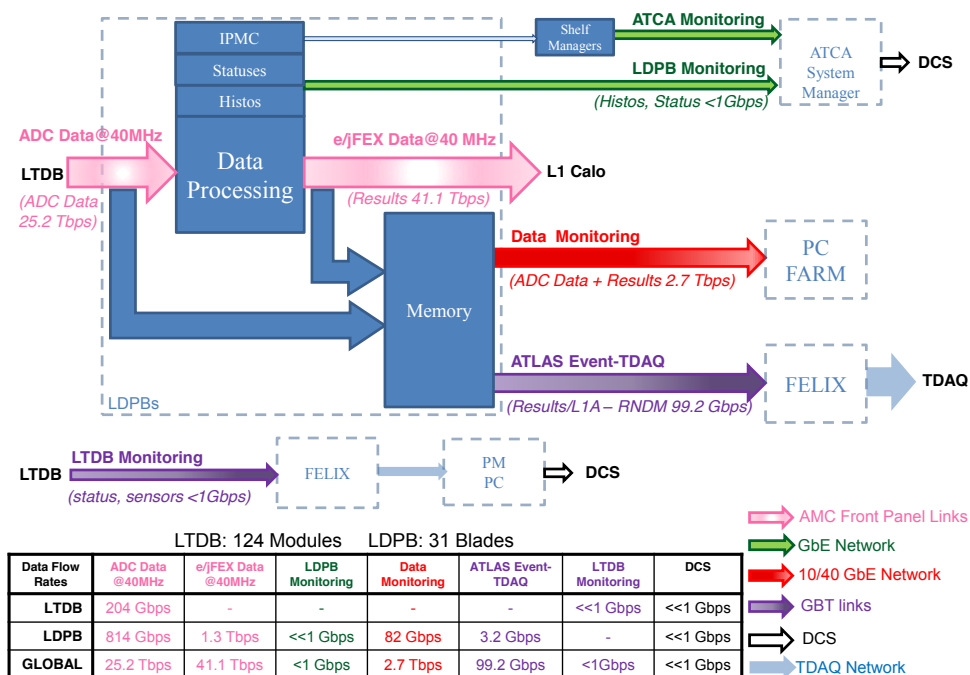 IPMC
Statuses
Histos
Data
Processing
Shelf
Managers
ATCA Monitoring
LDPB Monitoring
(Histos, Status <1Gbps)
ATCA
System
Manager
DCS
ADC Data@40MHz
LTDB
(ADC Data
25.2 Tbps)
e/jFEX Data@40 MHz
(Results 41.1 Tbps)
L1 Calo
Memory
Data Monitoring
(ADC Data + Results 2.7 Tbps)
PC
FARM
ATLAS Event-TDAQ
(Results/L1A – RNDM 99.2 Gbps)
FELIX
TDAQ
LDPBs
LTDB
LTDB Monitoring
(status, sensors <1Gbps)
FELIX
PM
PC
DCS
LTDB: 124 Modules LDPB: 31 Blades
Data Flow Rates ADC Data @40MHz e/jFEX Data @40MHz LDPB Monitoring Data Monitoring ATLAS Event-TDAQ LTDB Monitoring DCS
LTDB 204 Gbps - - - - <<1 Gbps <<1 Gbps
LDPB 814 Gbps 1.3 Tbps <<1 Gbps 82 Gbps 3.2 Gbps - <<1 Gbps
GLOBAL 25.2 Tbps 41.1 Tbps <1 Gbps 2.7 Tbps 99.2 Gbps <1Gbps <<1 Gbps
AMC Front Panel Links
GbE Network
10/40 GbE Network
GBT links
DCS
TDAQ Network